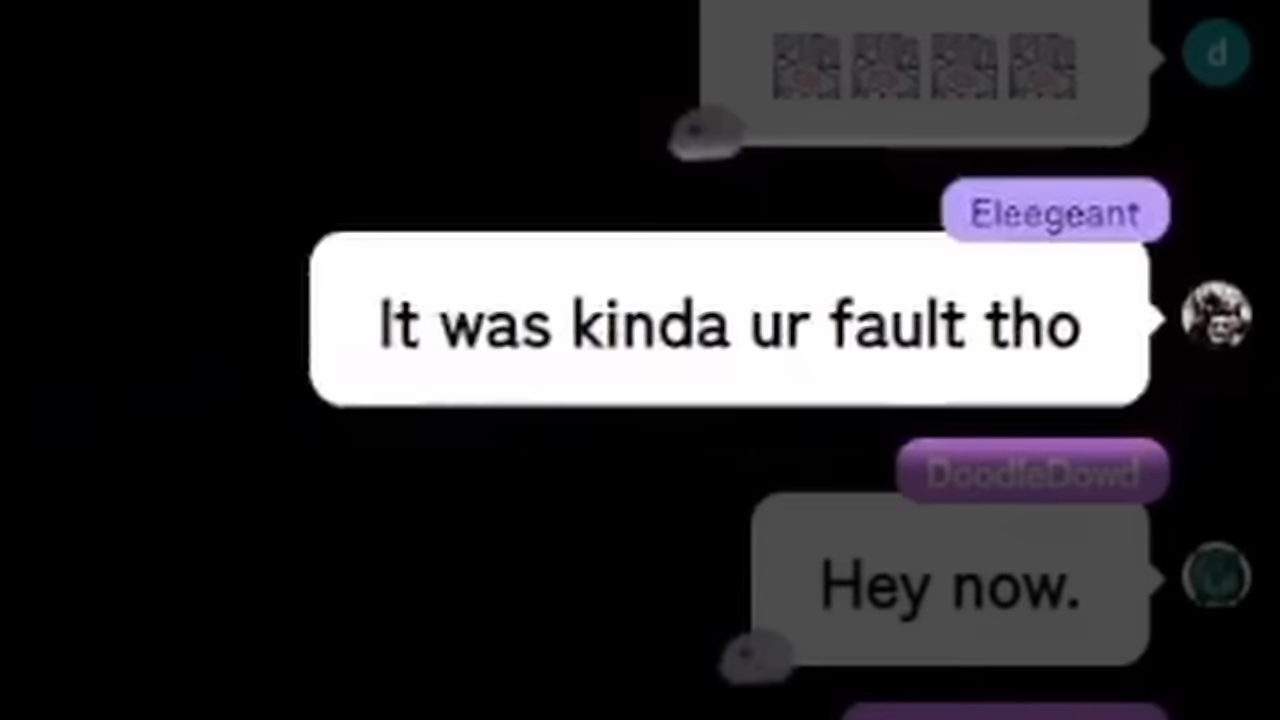 d
Eleegeant
It was kinda ur fault tho
DoodleDowd
Hey now.